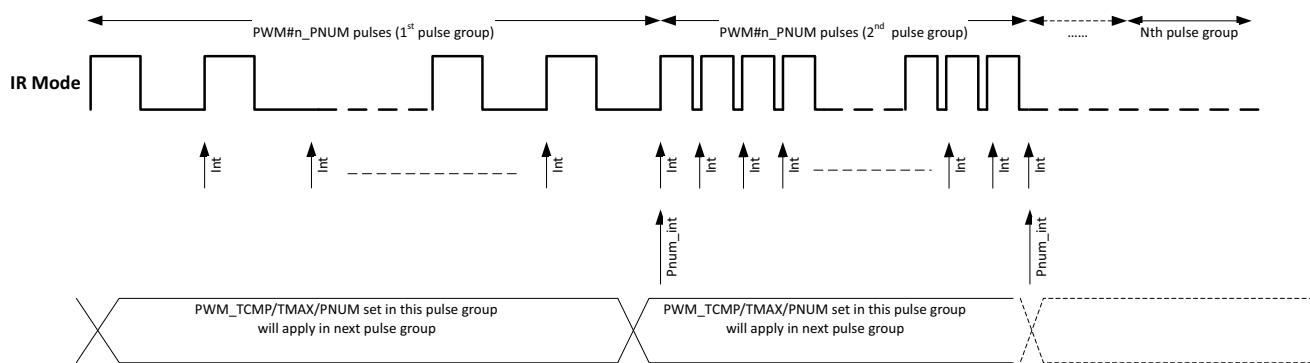 PWM#n_PNUM pulses (1st pulse group)
PWM#n_PNUM pulses (2nd pulse group)
......
Nth pulse group
IR Mode
Int
Int
Int
Int
Int
Int
Int
Int
Int
Int
Pnum_int
Pnum_int
PWM_TCMP/TMAX/PNUM set in this pulse group
will apply in next pulse group
PWM_TCMP/TMAX/PNUM set in this pulse group
will apply in next pulse group